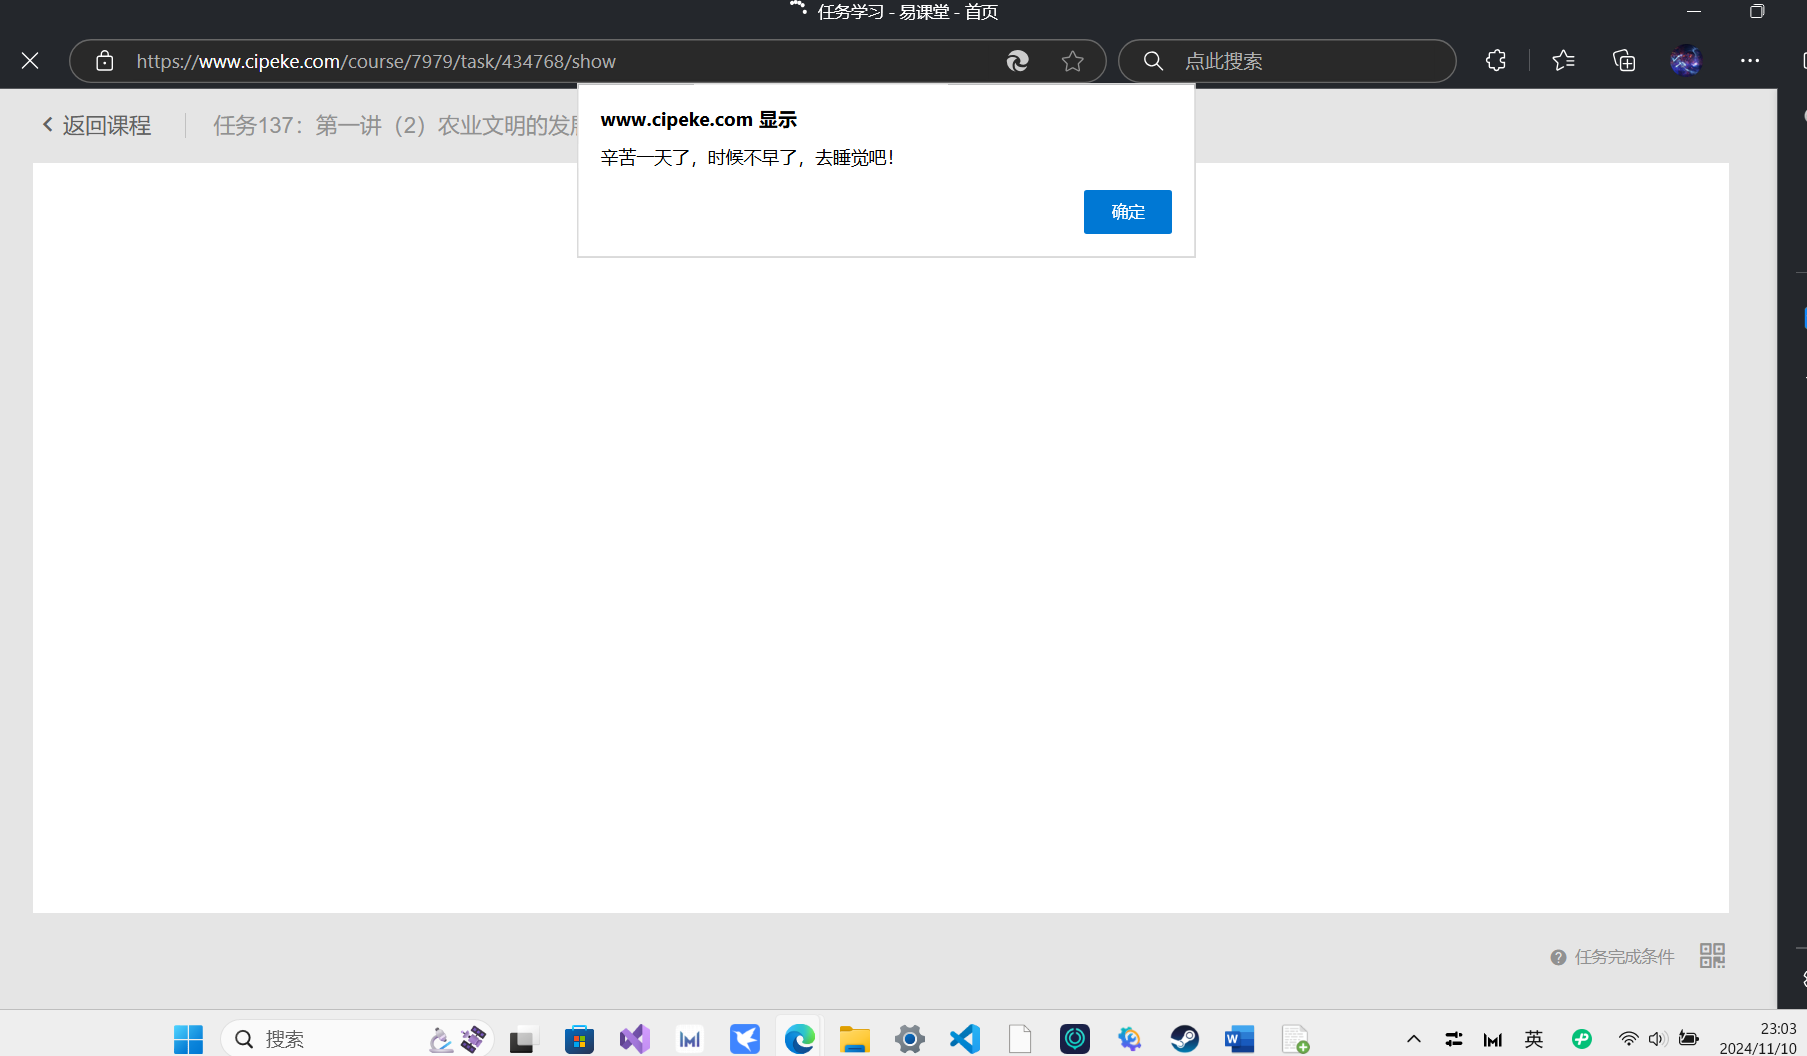 任务学习 - 易课堂 - 首页
https://www.cipeke.com/course/7979/task/434768/show
点此搜索
返回课程
任务137：第一讲（2）农业文明的发
www.cipeke.com 显示
辛苦一天了，时候不早了，去睡觉吧！
确定
任务完成条件
搜索
英
23:03
2024/11/10